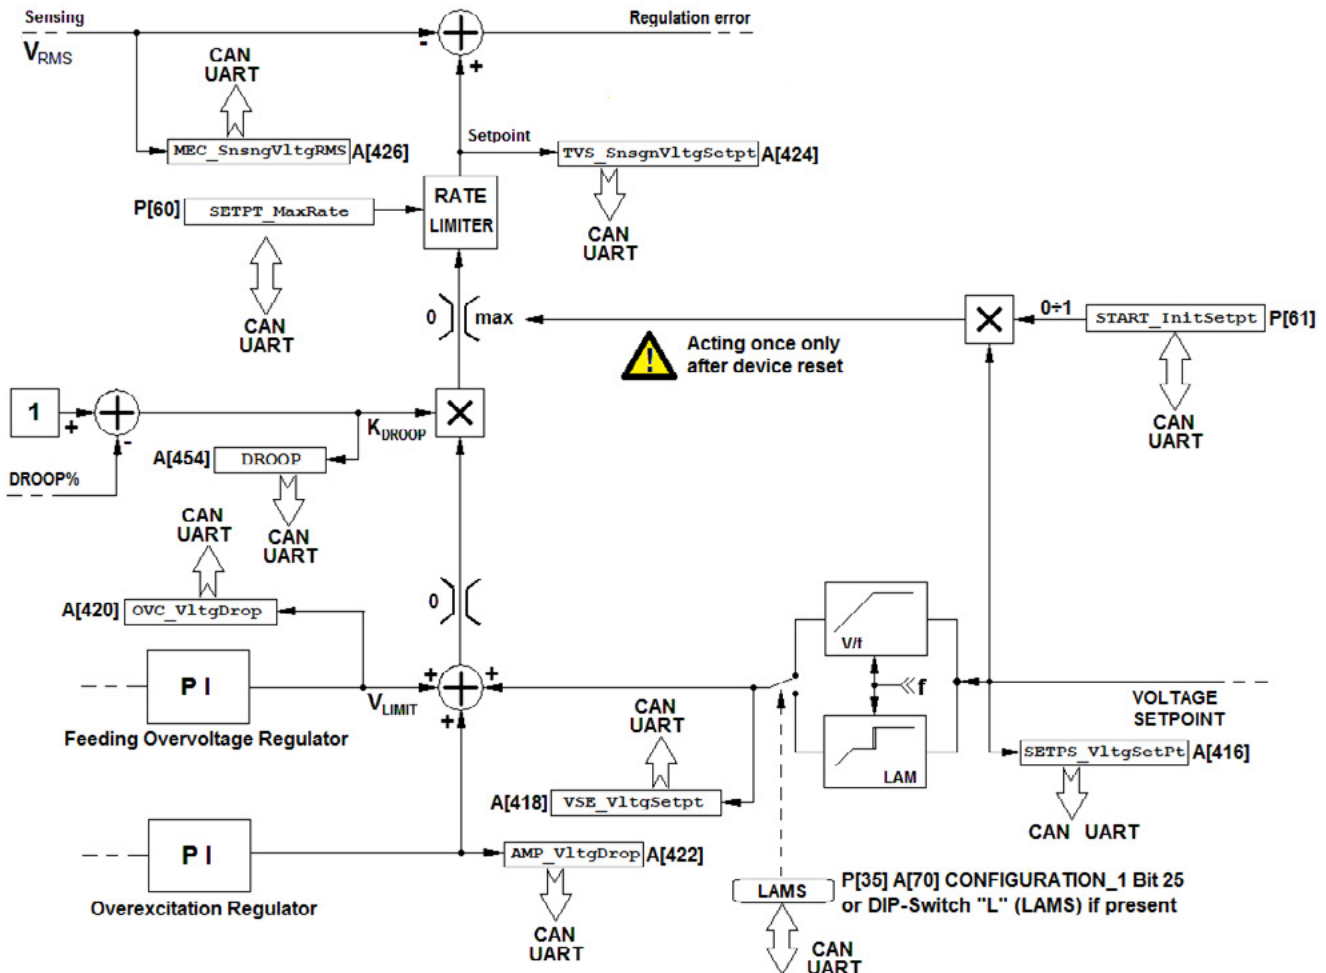 Sensing
Regulation error
VRMS
-
+
CAN
UART
MEC_SnsngVltgRMS A[426]
Setpoint
TVS_SnsgnVltgSetpt A[424]
P[60] SETPT_MaxRate
RATE
LIMITER
CAN
UART
CAN
UART
0 max
0÷1
START_InitSetpt P[61]
! Acting once only
after device reset
1
+
-
KDROOP
CAN
UART
A[454] DROOP
DROOP%
CAN
UART
CAN
UART
A[420] OVC_VltgDrop
0
V/f
f
P I
VLIMIT
+
+
+
VOLTAGE
SETPOINT
Feeding Overvoltage Regulator
CAN
UART
LAM
SETPS_VltgSetPt A[416]
A[418] VSE_VltgSetpt
CAN UART
P I
AMP_VltgDrop A[422]
Overexcitation Regulator
LAMS
P[35] A[70] CONFIGURATION_1 Bit 25
or DIP-Switch "L" (LAMS) if present
CAN
UART
CAN
UART